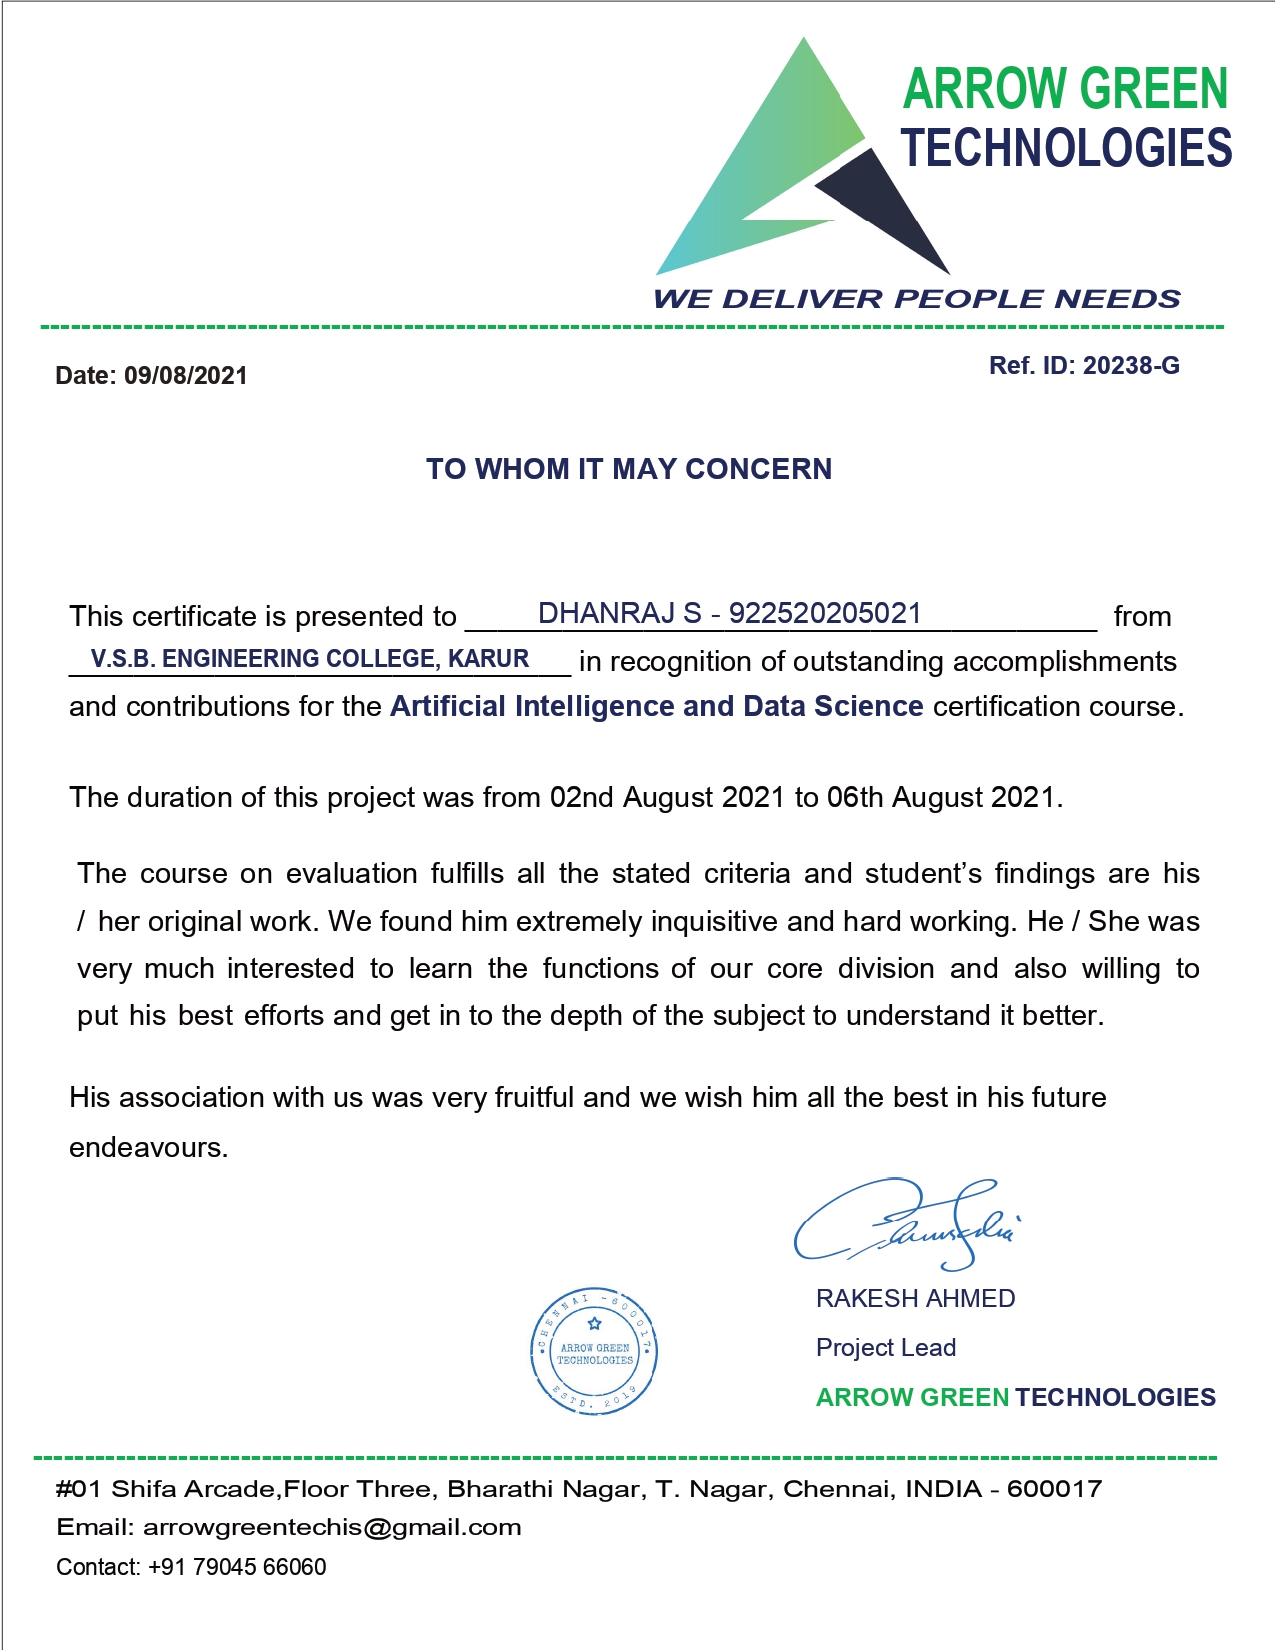 ARROW GREEN
TECHNOLOGIES
WE DELIVER PEOPLE NEEDS
Date: 09/08/2021
Ref. ID: 20238-G
TO WHOM IT MAY CONCERN
This certificate is presented to DHANRAJ S - 922520205021 from
V.S.B. ENGINEERING COLLEGE, KARUR in recognition of outstanding accomplishments
and contributions for the Artificial Intelligence and Data Science certification course.
The duration of this project was from 02nd August 2021 to 06th August 2021.
The course on evaluation fulfills all the stated criteria and student’s findings are his
/ her original work. We found him extremely inquisitive and hard working. He / She was
very much interested to learn the functions of our core division and also willing to
put his best efforts and get in to the depth of the subject to understand it better.
His association with us was very fruitful and we wish him all the best in his future
endeavours.
CHENNAI -600017
ARROW GREEN
TECHNOLOGIES
ESTD. 2019
RAKESH AHMED
Project Lead
ARROW GREEN TECHNOLOGIES
#01 Shifa Arcade,Floor Three, Bharathi Nagar, T. Nagar, Chennai, INDIA - 600017
Email: arrowgreentechis@gmail.com
Contact: +91 79045 66060